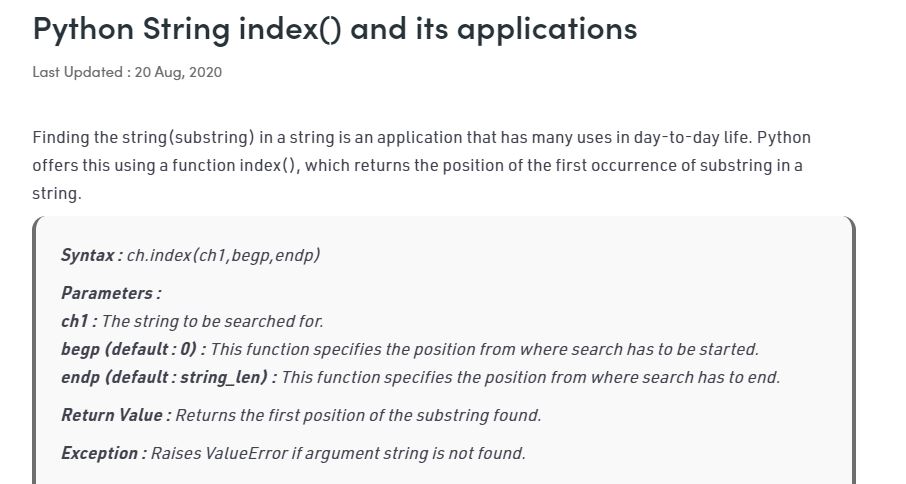 Python String index() and its applications
Last Updated : 20 Aug, 2020
Finding the string(substring) in a string is an application that has many uses in day-to-day life. Python
offers this using a function index(), which returns the position of the first occurrence of substring in a
string.
Syntax : ch.index(ch1,begp,endp)
Parameters :
ch1 : The string to be searched for.
begp (default : 0) : This function specifies the position from where search has to be started.
endp (default : string_len) : This function specifies the position from where search has to end.
Return Value : Returns the first position of the substring found.
Exception : Raises ValueError if argument string is not found.